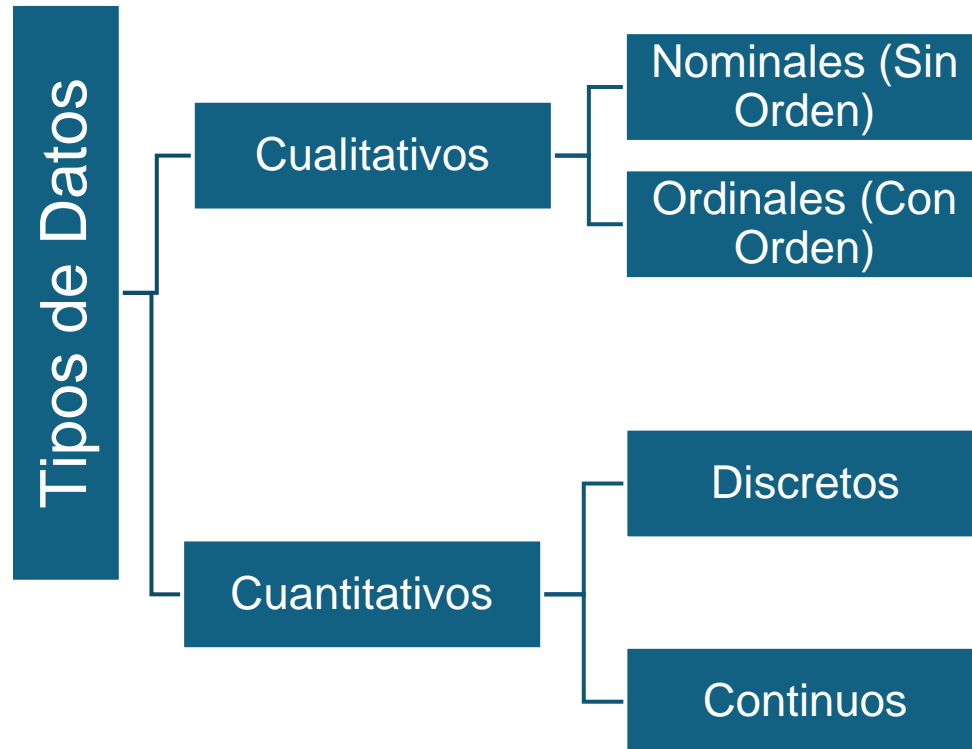 Tipos de Datos
Cualitativos
Nominales (Sin
Orden)
Ordinales (Con
Orden)
Cuantitativos
Discretos
Continuos